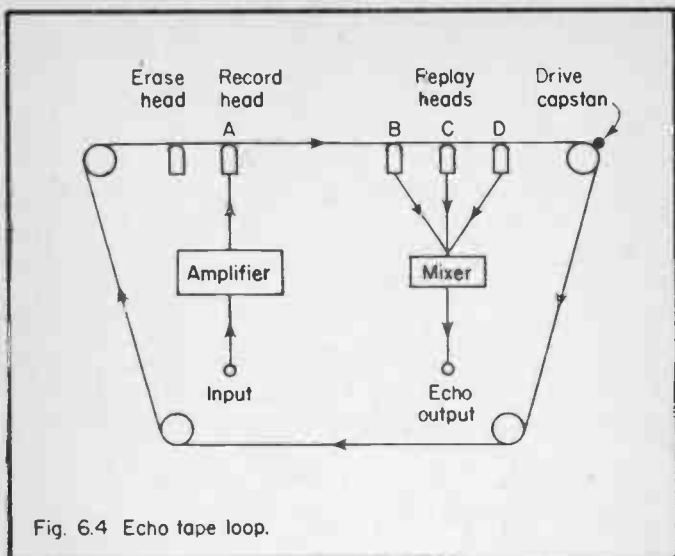 Erase head
Record head
Replay heads
Drive capstan
A
B
C
D
Amplifier
Mixer
Input
Echo output
Fig. 6.4 Echo tape loop.